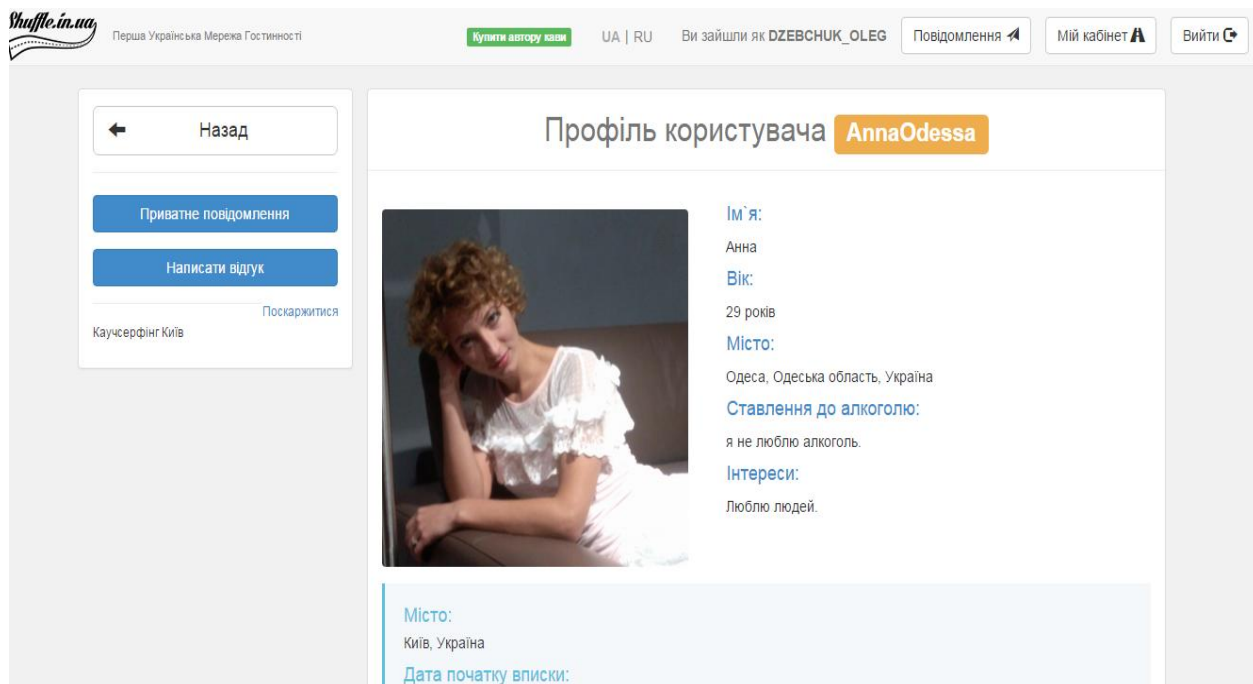 Shuffle.in.ua
Перша Українська Мережа Гостинності
Купити автору кави
UA | RU
Ви зайшли як DZEBCHUK_OLEG
Повідомлення
Мій кабінет
Вийти
Назад
Приватне повідомлення
Написати відгук
Поскаржитися
Каучсерфінг Київ
Профіль користувача AnnaOdessa
Ім`я:
Анна
Вік:
29 років
Місто:
Одеса, Одеська область, Україна
Ставлення до алкоголю:
я не люблю алкоголь.
Інтереси:
Люблю людей.
Місто:
Київ, Україна
Дата початку вписки: